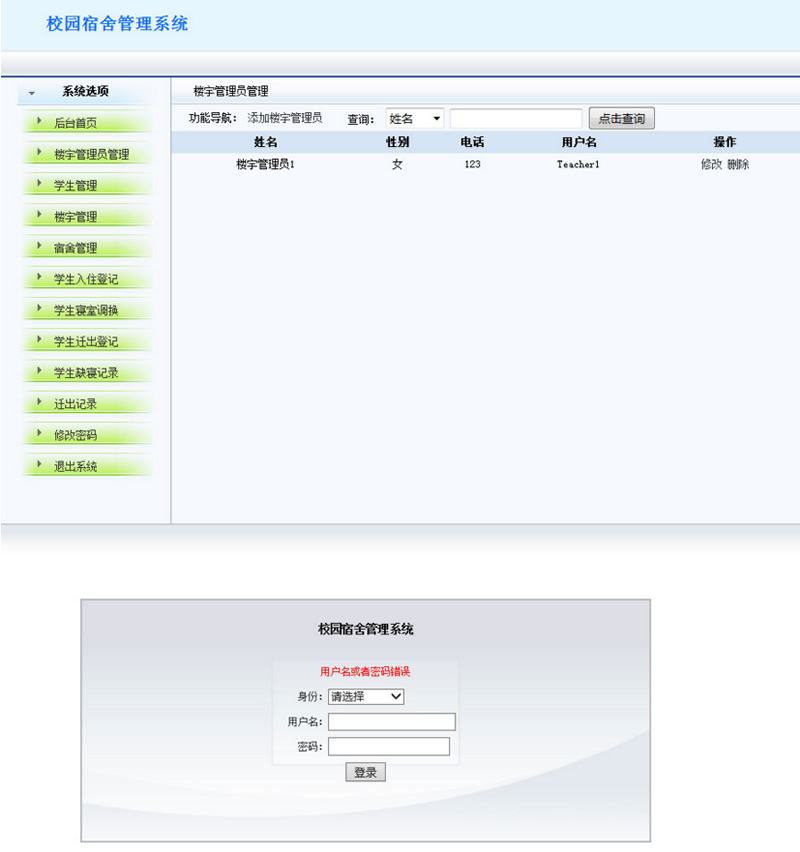 校园宿舍管理系统
系统选项
后台首页
楼宇管理员管理
学生管理
楼宇管理
宿舍管理
学生入住登记
学生寝室调换
学生迁出登记
学生缺寝记录
迁出记录
修改密码
退出系统
楼宇管理员管理
功能导航： 添加楼宇管理员 查询： 姓名 点击查询
姓名 性别 电话 用户名 操作
楼宇管理员1 女 123 Teacher1 修改 删除
校园宿舍管理系统
用户名或者密码错误
身份： 请选择
用户名：
密码：
登录